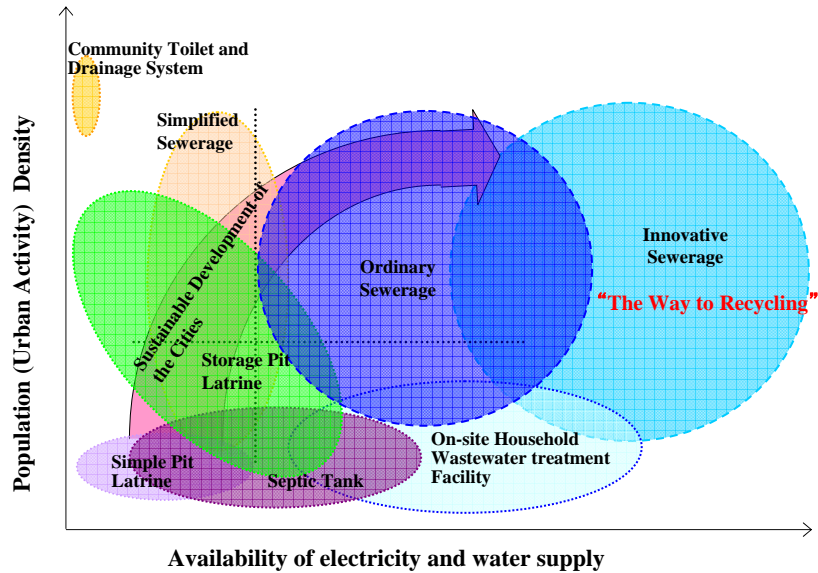 Community Toilet and
Drainage System
Simplified
Sewerage
Population (Urban Activity) Density
Sustainable Development of
the Cities
Ordinary
Sewerage
Innovative
Sewerage
“The Way to Recycling”
Storage Pit
Latrine
On-site Household
Wastewater treatment
Facility
Simple Pit
Latrine
Septic Tank
Availability of electricity and water supply